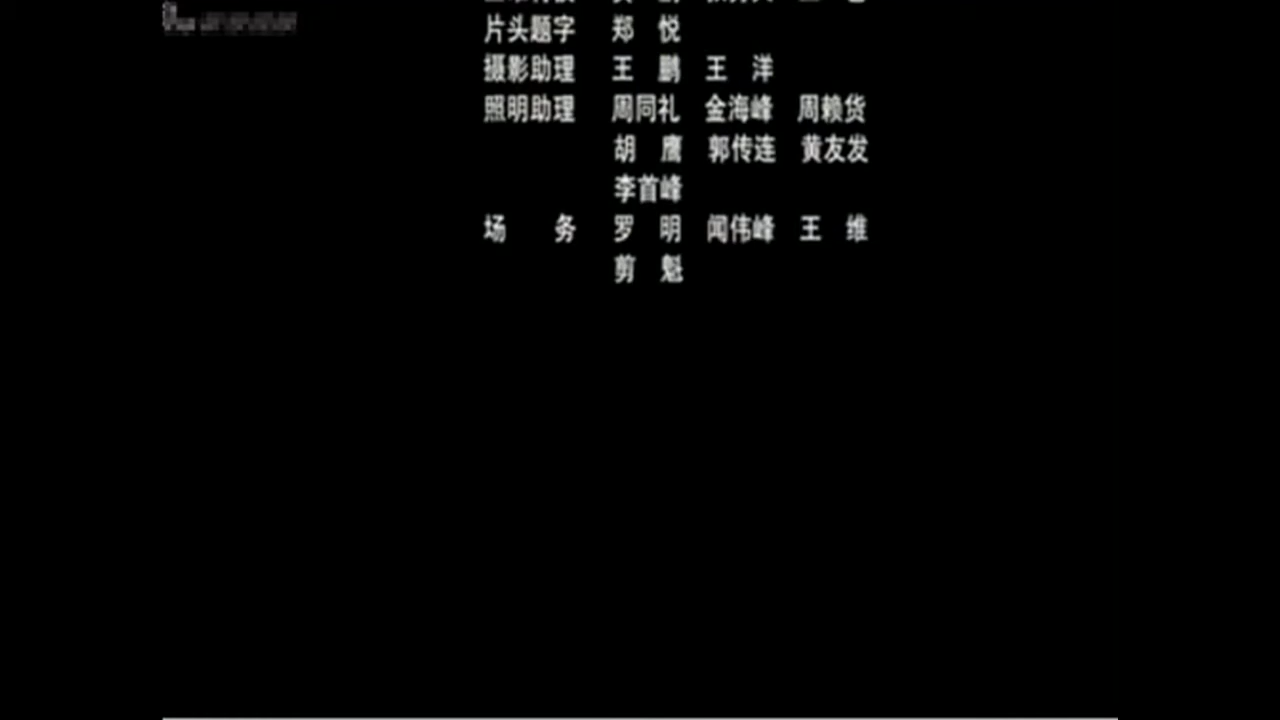 片头题字 郑 悦
摄影助理 王 鹏 王 洋
照明助理 周同礼 金海峰 周赖货
胡 鹰 郭传连 黄友发
李首峰
场 务 罗 明 闻伟峰 王 维
剪 魁